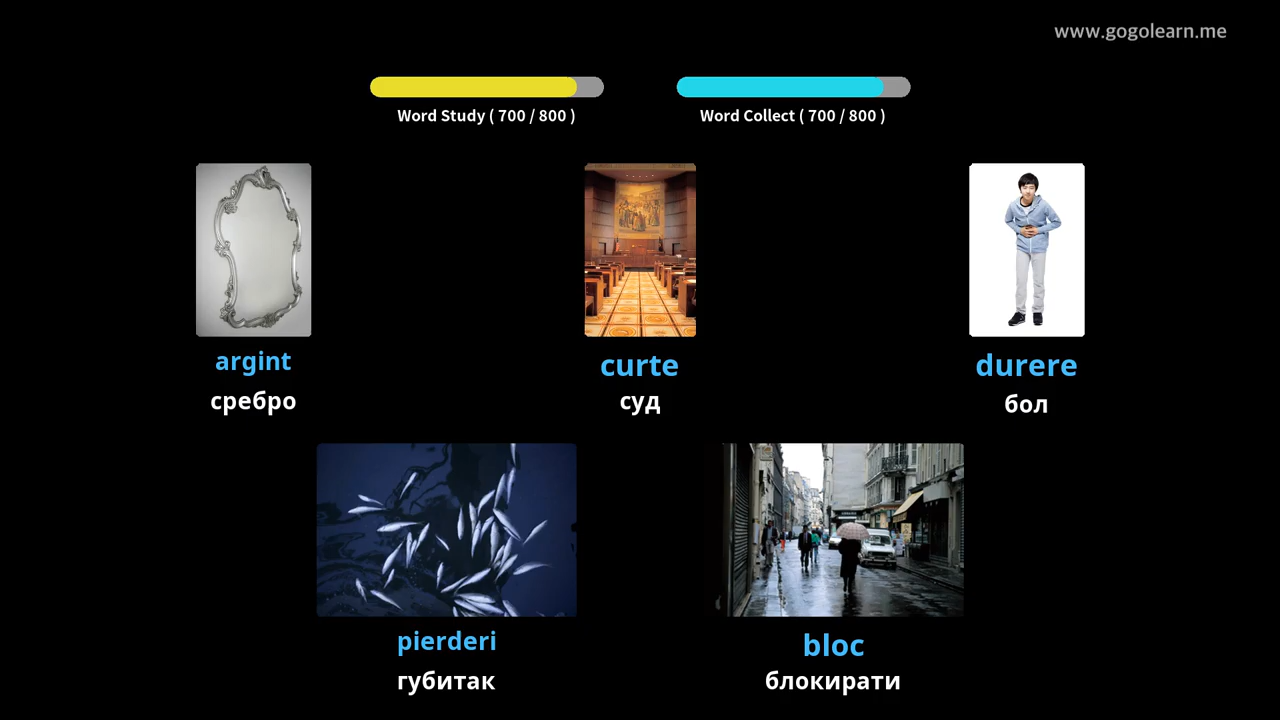 www.gogolearn.me
Word Study ( 700 / 800 )
Word Collect ( 700 / 800 )
argint
сребро
curte
суд
durere
бол
pierderi
губитак
bloc
блокирати